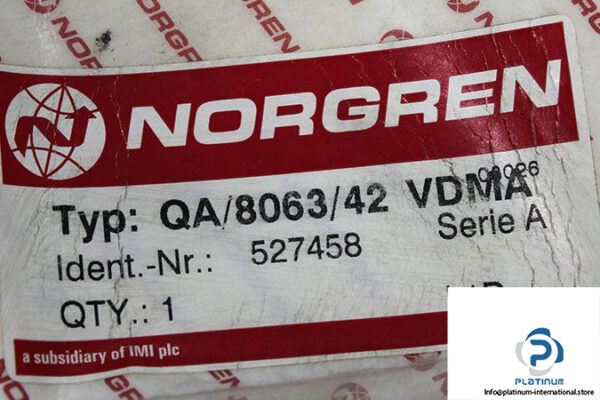 NORGREN
NORGREN
Typ: QA/8063/42 VDMA
Serie A
Ident.-Nr.: 527458
QTY.: 1
a subsidiary of IMI plc
PLATINUM
Info@platinum-international.store